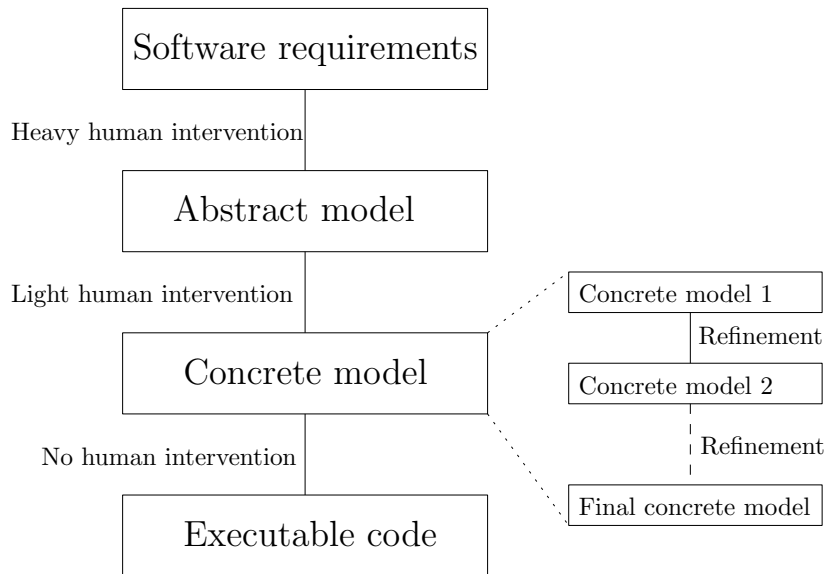 Software requirements
Heavy human intervention
Abstract model
Light human intervention
Concrete model
No human intervention
Executable code
Concrete model 1
Refinement
Concrete model 2
Refinement
Final concrete model